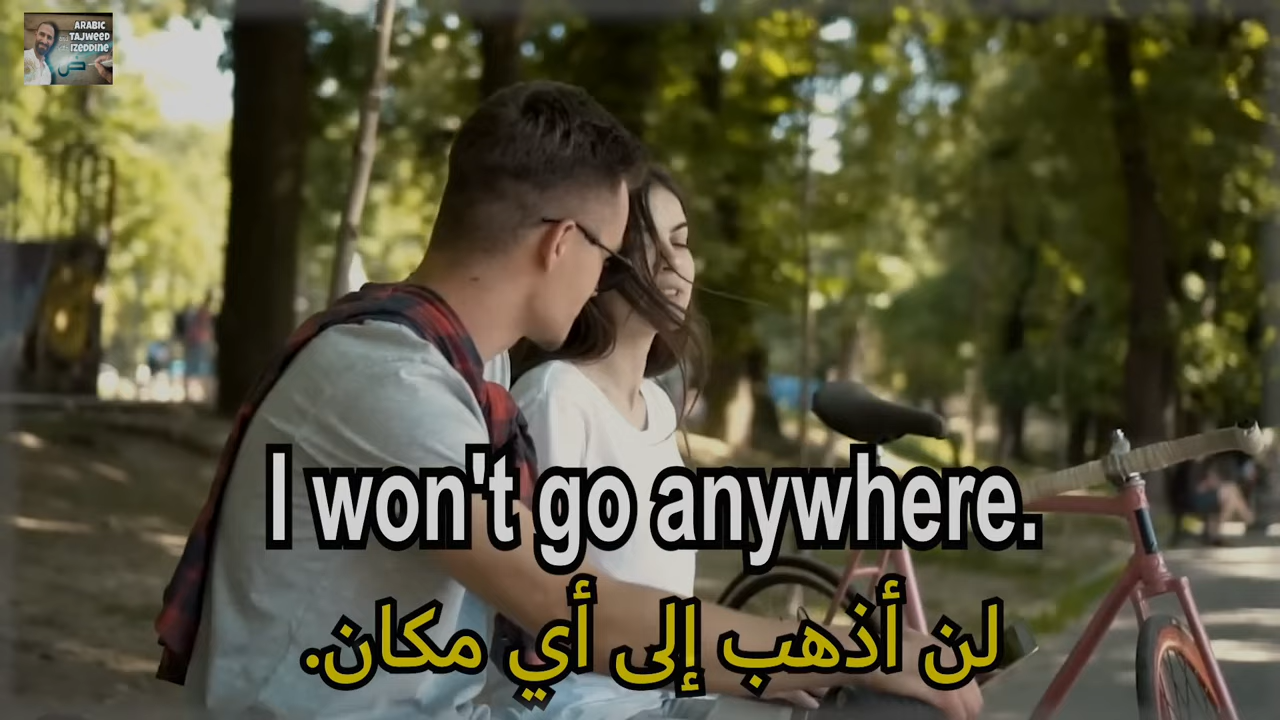 ARABIC
TAJWEED
IZEDDINE
ض
I won't go anywhere.
لن أذهب إلى أي مكان.